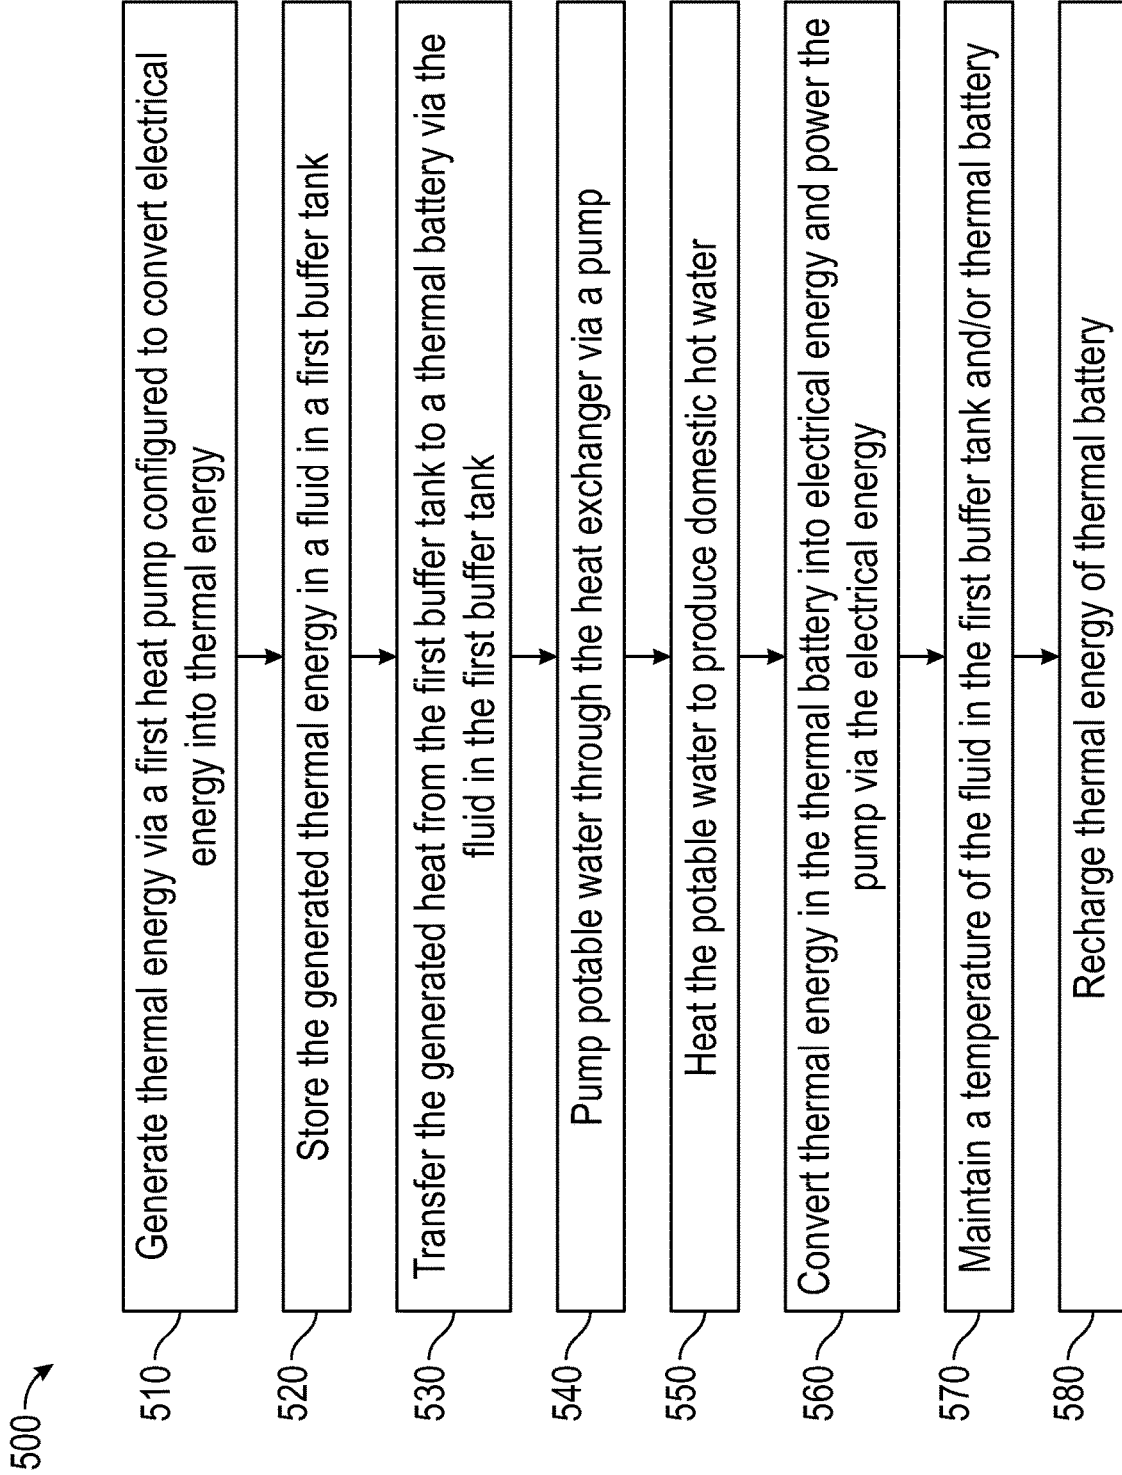 500
510
Generate thermal energy via a first heat pump configured to convert electrical
energy into thermal energy
520
Store the generated thermal energy in a fluid in a first buffer tank
530
Transfer the generated heat from the first buffer tank to a thermal battery via the
fluid in the first buffer tank
540
Pump potable water through the heat exchanger via a pump
550
Heat the potable water to produce domestic hot water
560
Convert thermal energy in the thermal battery into electrical energy and power the
pump via the electrical energy
570
Maintain a temperature of the fluid in the first buffer tank and/or thermal battery
580
Recharge thermal energy of thermal battery